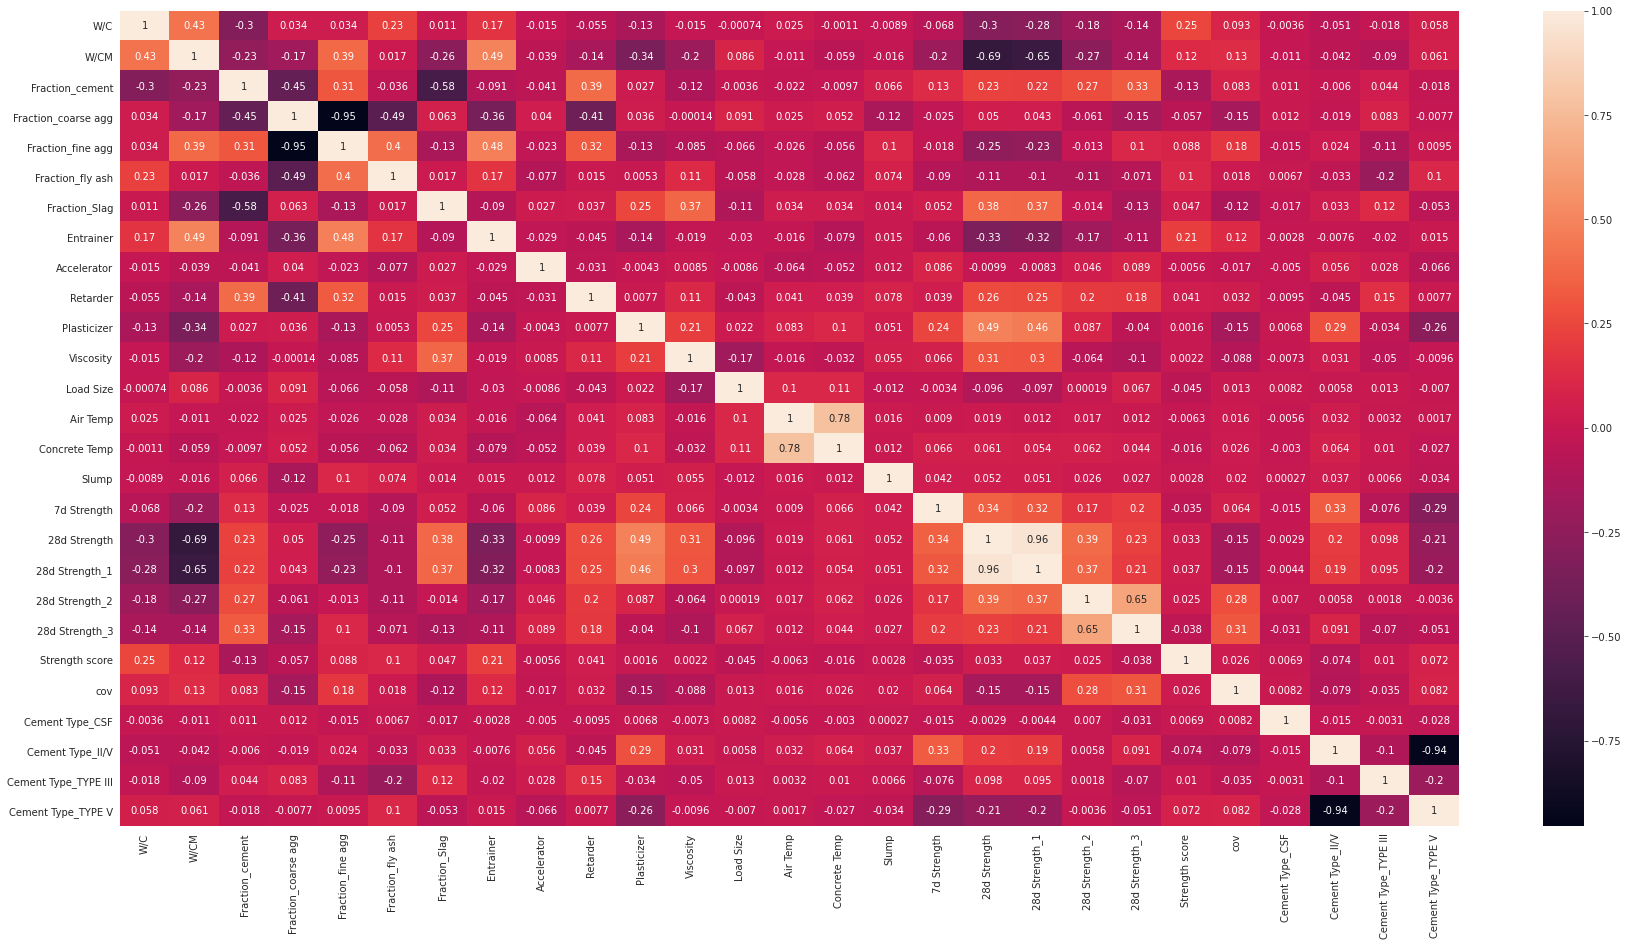 W/C 1 0.43 -0.3 0.034 0.034 0.23 0.011 0.17 -0.015 -0.055 -0.13 -0.015 -0.00074 0.025 -0.0011 -0.0089 -0.068 -0.3 -0.28 -0.18 -0.14 0.25 0.093 -0.0036 -0.051 -0.018 0.058 1.00
W/CM 0.43 1 -0.23 -0.17 0.39 0.017 -0.26 0.49 -0.039 -0.14 -0.34 -0.2 0.086 -0.011 -0.059 -0.016 -0.2 -0.69 -0.65 -0.27 -0.14 0.12 0.13 -0.011 -0.042 -0.09 0.061
Fraction_cement -0.3 -0.23 1 -0.45 0.31 -0.036 -0.58 -0.091 -0.041 0.39 0.027 -0.12 -0.0036 -0.022 -0.0097 0.066 0.13 0.23 0.22 0.27 0.33 -0.13 0.083 0.011 -0.006 0.044 -0.018
0.75
Fraction_coarse agg 0.034 -0.17 -0.45 1 -0.95 -0.49 0.063 -0.36 0.04 -0.41 0.036 -0.00014 0.091 0.025 0.052 -0.12 -0.025 0.05 0.043 -0.061 -0.15 -0.057 -0.15 0.012 -0.019 0.083 -0.0077
Fraction_fine agg 0.034 0.39 0.31 -0.95 1 0.4 -0.13 0.48 -0.023 0.32 -0.13 -0.085 -0.066 -0.026 -0.056 0.1 -0.018 -0.25 -0.23 -0.013 0.1 0.088 0.18 -0.015 0.024 -0.11 0.0095
Fraction_fly ash 0.23 0.017 -0.036 -0.49 0.4 1 0.017 0.17 -0.077 0.015 0.0053 0.11 -0.058 -0.028 -0.062 0.074 -0.09 -0.11 -0.1 -0.11 -0.071 0.1 0.018 0.0067 -0.033 -0.2 0.1
Fraction_Slag 0.011 -0.26 -0.58 0.063 -0.13 0.017 1 -0.09 0.027 0.037 0.25 0.37 -0.11 0.034 0.034 0.014 0.052 0.38 0.37 -0.014 -0.13 0.047 -0.12 -0.017 0.033 0.12 -0.053
0.50
Entrainer 0.17 0.49 -0.091 -0.36 0.48 0.17 -0.09 1 -0.029 -0.045 -0.14 -0.019 -0.03 -0.016 -0.079 0.015 -0.06 -0.33 -0.32 -0.17 -0.11 0.21 0.12 -0.0028 -0.0076 -0.02 0.015
Accelerator -0.015 -0.039 -0.041 0.04 -0.023 -0.077 0.027 -0.029 1 -0.031 -0.0043 0.0085 -0.0086 -0.064 -0.052 0.012 0.086 -0.0099 -0.0083 0.046 0.089 -0.0056 -0.017 -0.005 0.056 0.028 -0.066
Retarder -0.055 -0.14 0.39 -0.41 0.32 0.015 0.037 -0.045 -0.031 1 0.0077 0.11 -0.043 0.041 0.039 0.078 0.039 0.26 0.25 0.2 0.18 0.041 0.032 -0.0095 -0.045 0.15 0.0077
0.25
Plasticizer -0.13 -0.34 0.027 0.036 -0.13 0.0053 0.25 -0.14 -0.0043 0.0077 1 0.21 0.022 0.083 0.1 0.051 0.24 0.49 0.46 0.087 -0.04 0.0016 -0.15 0.0068 0.29 -0.034 -0.26
Viscosity -0.015 -0.2 -0.12 -0.00014 -0.085 0.11 0.37 -0.019 0.0085 0.11 0.21 1 -0.17 -0.016 -0.032 0.055 0.066 0.31 0.3 -0.064 -0.1 0.0022 -0.088 -0.0073 0.031 -0.05 -0.0096
Load Size -0.00074 0.086 -0.0036 0.091 -0.066 -0.058 -0.11 -0.03 -0.0086 -0.043 0.022 -0.17 1 0.1 0.11 -0.012 -0.0034 -0.096 -0.097 0.00019 0.067 -0.045 0.013 0.0082 0.0058 0.013 -0.007
Air Temp 0.025 -0.011 -0.022 0.025 -0.026 -0.028 0.034 -0.016 -0.064 0.041 0.083 -0.016 0.1 1 0.78 0.016 0.009 0.019 0.012 0.017 0.012 -0.0063 0.016 -0.0056 0.032 0.0032 0.0017
0.00
Concrete Temp -0.0011 -0.059 -0.0097 0.052 -0.056 -0.062 0.034 -0.079 -0.052 0.039 0.1 -0.032 0.11 0.78 1 0.012 0.066 0.061 0.054 0.062 0.044 -0.016 0.026 -0.003 0.064 0.01 -0.027
Slump -0.0089 -0.016 0.066 -0.12 0.1 0.074 0.014 0.015 0.012 0.078 0.051 0.055 -0.012 0.016 0.012 1 0.042 0.052 0.051 0.026 0.027 0.0028 0.02 0.00027 0.037 0.0066 -0.034
7d Strength -0.068 -0.2 0.13 -0.025 -0.018 -0.09 0.052 -0.06 0.086 0.039 0.24 0.066 -0.0034 0.009 0.066 0.042 1 0.34 0.32 0.17 0.2 -0.035 0.064 -0.015 0.33 -0.076 -0.29
-0.25
28d Strength -0.3 -0.69 0.23 0.05 -0.25 -0.11 0.38 -0.33 -0.0099 0.26 0.49 0.31 -0.096 0.019 0.061 0.052 0.34 1 0.96 0.39 0.23 0.033 -0.15 -0.0029 0.2 0.098 -0.21
28d Strength_1 -0.28 -0.65 0.22 0.043 -0.23 -0.1 0.37 -0.32 -0.0083 0.25 0.46 0.3 -0.097 0.012 0.054 0.051 0.32 0.96 1 0.37 0.21 0.037 -0.15 -0.0044 0.19 0.095 -0.2
28d Strength_2 -0.18 -0.27 0.27 -0.061 -0.013 -0.11 -0.014 -0.17 0.046 0.2 0.087 -0.064 0.00019 0.017 0.062 0.026 0.17 0.39 0.37 1 0.65 0.025 0.28 0.007 0.0058 0.0018 -0.0036
28d Strength_3 -0.14 -0.14 0.33 -0.15 0.1 -0.071 -0.13 -0.11 0.089 0.18 -0.04 -0.1 0.067 0.012 0.044 0.027 0.2 0.23 0.21 0.65 1 -0.038 0.31 -0.031 0.091 -0.07 -0.051
-0.50
Strength score 0.25 0.12 -0.13 -0.057 0.088 0.1 0.047 0.21 -0.0056 0.041 0.0016 0.0022 -0.045 -0.0063 -0.016 0.0028 -0.035 0.033 0.037 0.025 -0.038 1 0.026 0.0069 -0.074 0.01 0.072
cov 0.093 0.13 0.083 -0.15 0.18 0.018 -0.12 0.12 -0.017 0.032 -0.15 -0.088 0.013 0.016 0.026 0.02 0.064 -0.15 -0.15 0.28 0.31 0.026 1 0.0082 -0.079 -0.035 0.082
Cement Type_CSF -0.0036 -0.011 0.011 0.012 -0.015 0.0067 -0.017 -0.0028 -0.005 -0.0095 0.0068 -0.0073 0.0082 -0.0056 -0.003 0.00027 -0.015 -0.0029 -0.0044 0.007 -0.031 0.0069 0.0082 1 -0.015 -0.0031 -0.028
-0.75
Cement Type_II/V -0.051 -0.042 -0.006 -0.019 0.024 -0.033 0.033 -0.0076 0.056 -0.045 0.29 0.031 0.0058 0.032 0.064 0.037 0.33 0.2 0.19 0.0058 0.091 -0.074 -0.079 -0.015 1 -0.1 -0.94
Cement Type_TYPE III -0.018 -0.09 0.044 0.083 -0.11 -0.2 0.12 -0.02 0.028 0.15 -0.034 -0.05 0.013 0.0032 0.01 0.0066 -0.076 0.098 0.095 0.0018 -0.07 0.01 -0.035 -0.0031 -0.1 1 -0.2
Cement Type_TYPE V 0.058 0.061 -0.018 -0.0077 0.0095 0.1 -0.053 0.015 -0.066 0.0077 -0.26 -0.0096 -0.007 0.0017 -0.027 -0.034 -0.29 -0.21 -0.2 -0.0036 -0.051 0.072 0.082 -0.028 -0.94 -0.2 1
W/C
W/CM
Fraction_cement
Fraction_coarse agg
Fraction_fine agg
Fraction_fly ash
Fraction_Slag
Entrainer
Accelerator
Retarder
Plasticizer
Viscosity
Load Size
Air Temp
Concrete Temp
Slump
7d Strength
28d Strength
28d Strength_1
28d Strength_2
28d Strength_3
Strength score
cov
Cement Type_CSF
Cement Type_II/V
Cement Type_TYPE III
Cement Type_TYPE V